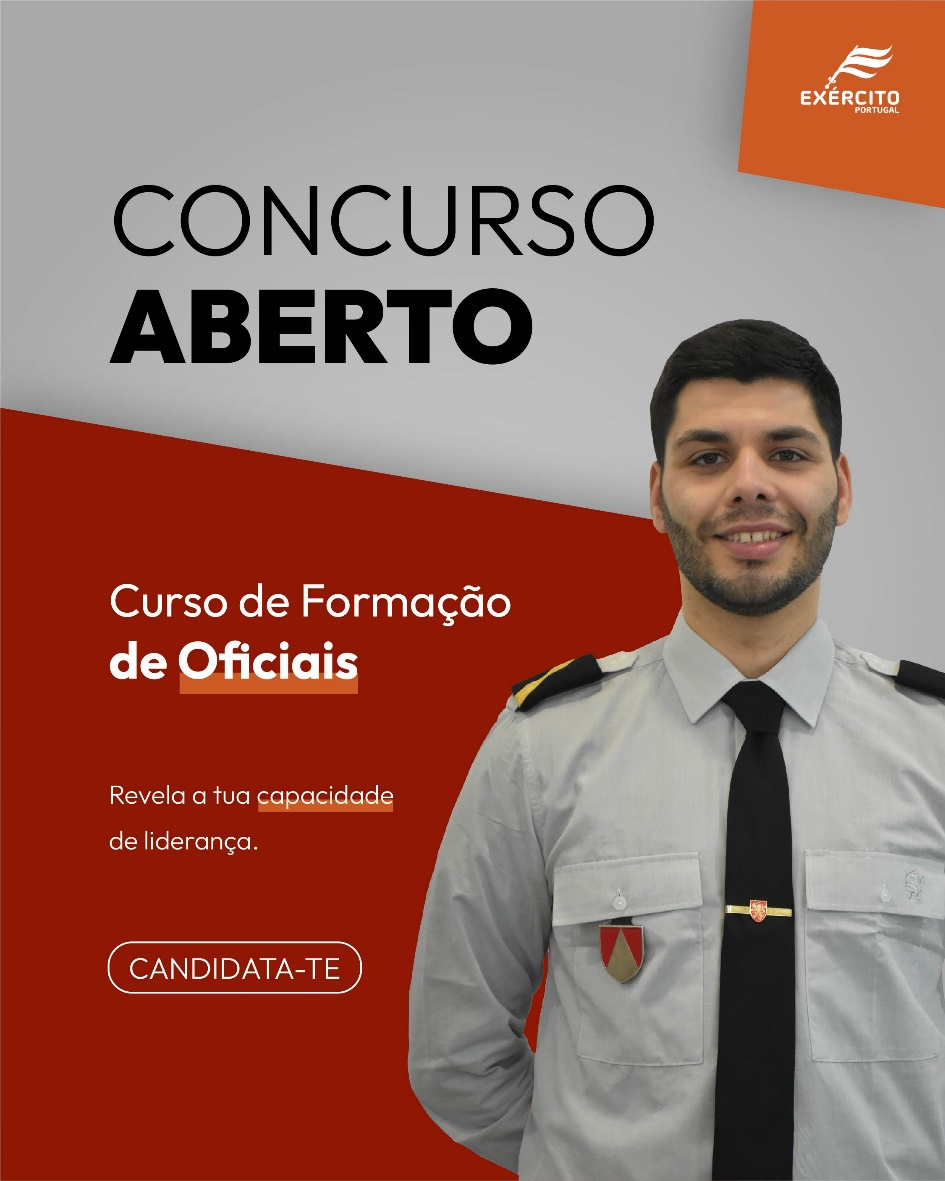 EXÉRCITO
PORTUGAL
CONCURSO
ABERTO
Curso de Formação
de Oficiais
Revela a tua capacidade
de liderança.
CANDIDATA-TE